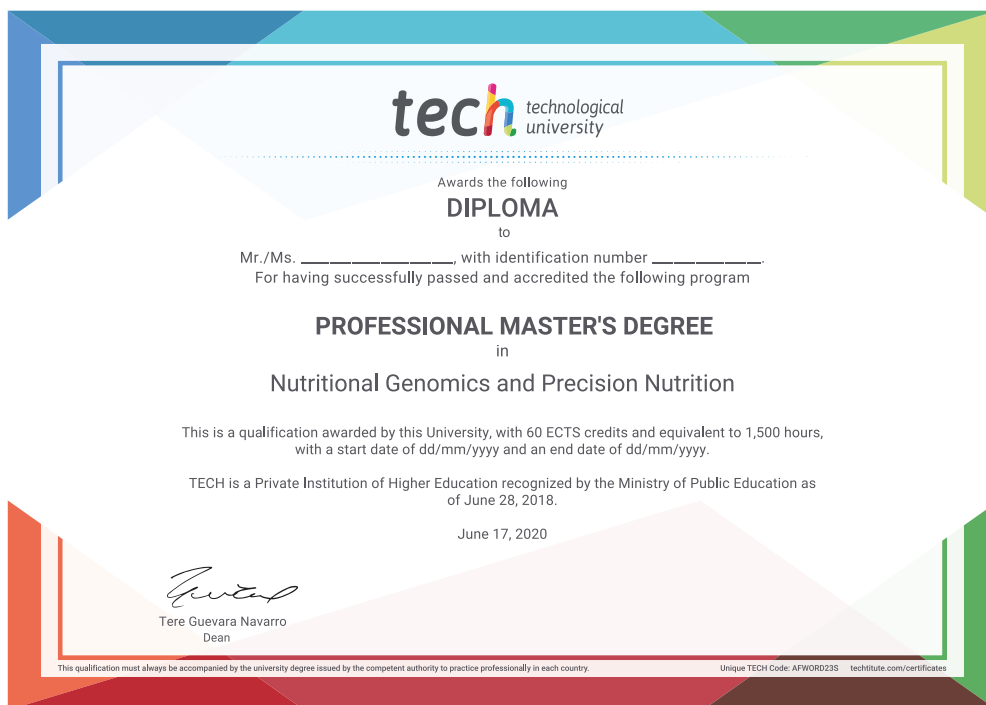 tech technological
university
Awards the following
DIPLOMA
to
Mr./Ms. ____________________, with identification number ______________.
For having successfully passed and accredited the following program
PROFESSIONAL MASTER'S DEGREE
in
Nutritional Genomics and Precision Nutrition
This is a qualification awarded by this University, with 60 ECTS credits and equivalent to 1,500 hours,
with a start date of dd/mm/yyyy and an end date of dd/mm/yyyy.
TECH is a Private Institution of Higher Education recognized by the Ministry of Public Education as
of June 28, 2018.
June 17, 2020
Tere Guevara Navarro
Dean
This qualification must always be accompanied by the university degree issued by the competent authority to practice professionally in each country.
Unique TECH Code: AFWORD23S techtitute.com/certificates